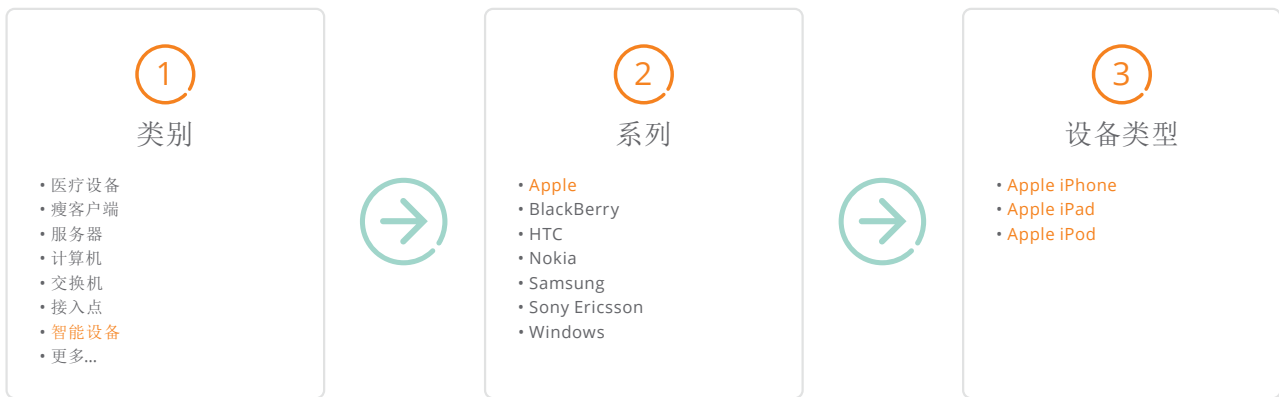 1
类别
• 医疗设备
• 瘦客户端
• 服务器
• 计算机
• 交换机
• 接入点
• 智能设备
• 更多...
2
系列
• Apple
• BlackBerry
• HTC
• Nokia
• Samsung
• Sony Ericsson
• Windows
3
设备类型
• Apple iPhone
• Apple iPad
• Apple iPod